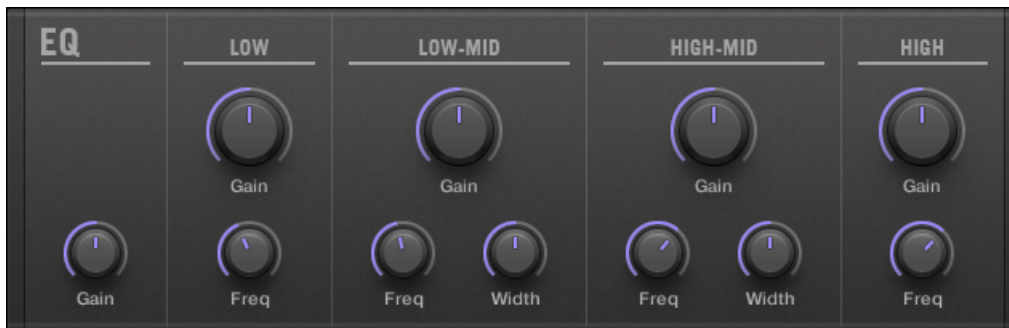 EQ
LOW
LOW-MID
HIGH-MID
HIGH
Gain
Gain
Gain
Gain
Gain
Freq
Freq
Width
Freq
Width
Freq